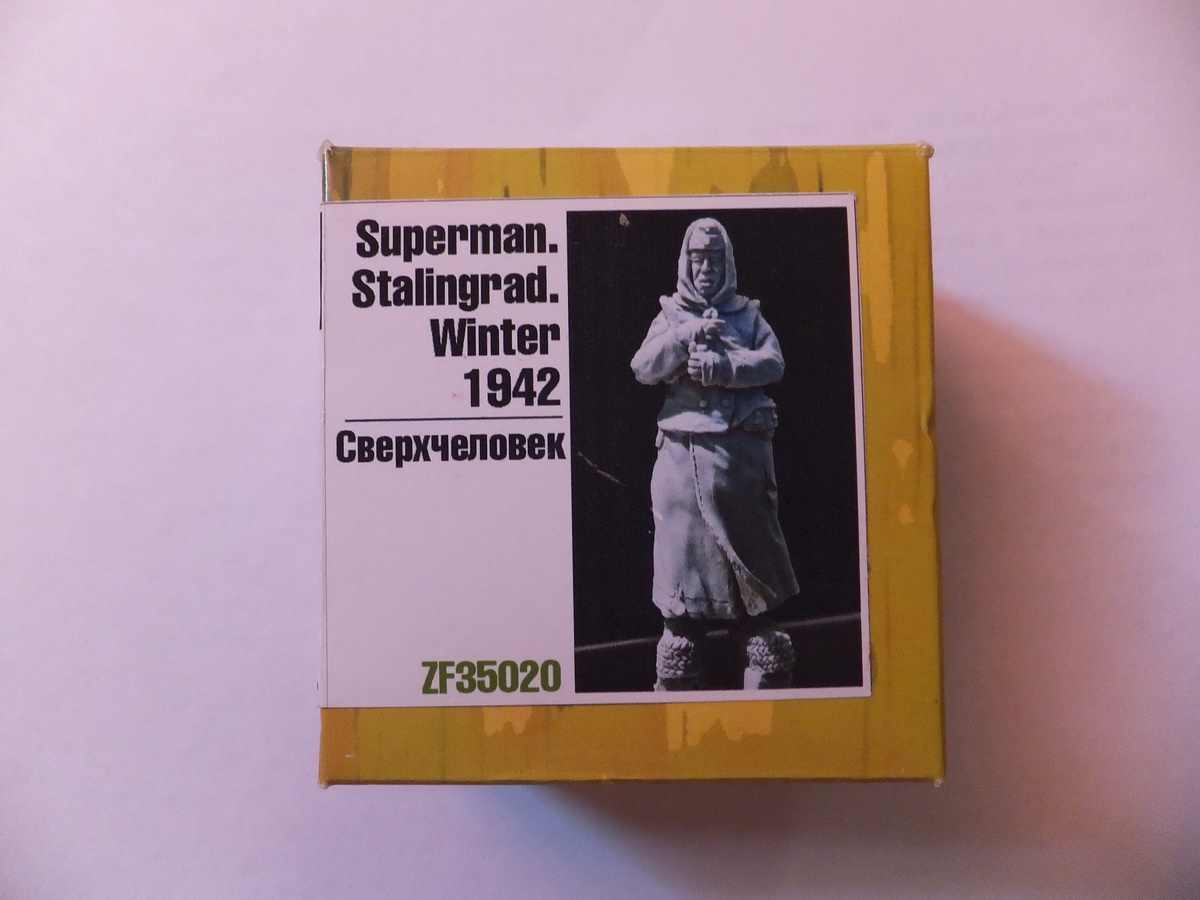 Superman.
Stalingrad.
Winter
1942
Сверхчеловек
ZF35020